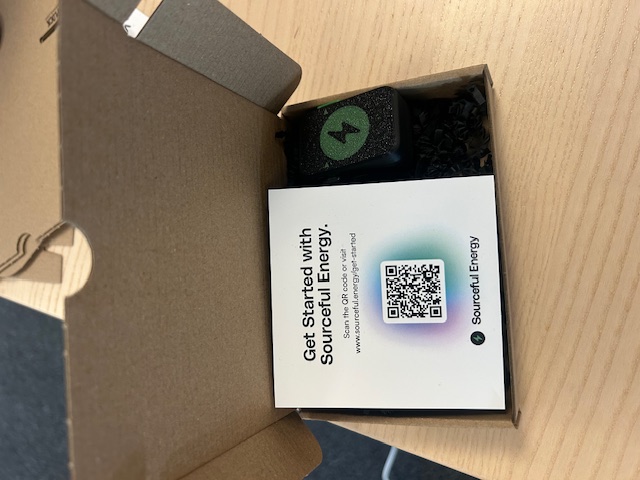 Get Started with
Sourceful Energy.
Scan the QR code or visit
www.sourceful.energy/get-started
Sourceful Energy